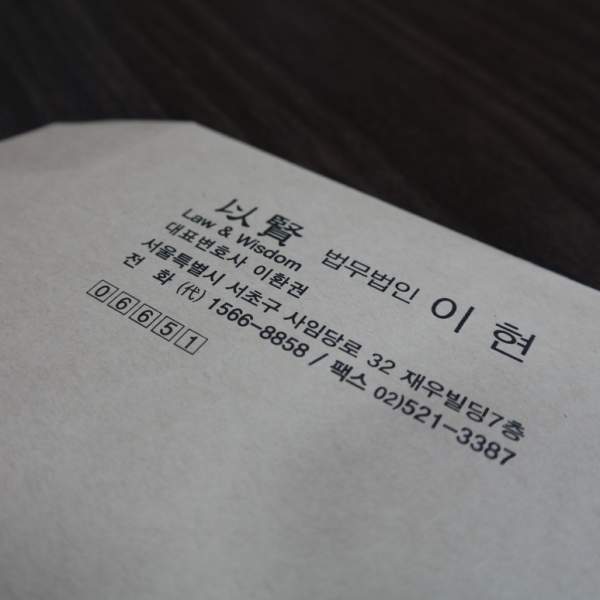 以賢 법무법인 이현
Law & Wisdom
대표변호사 이환권
서울특별시 서초구 사임당로 32 재우빌딩7층
전 화 (代) 1566-8858 / 팩스 02)521-3387
06651